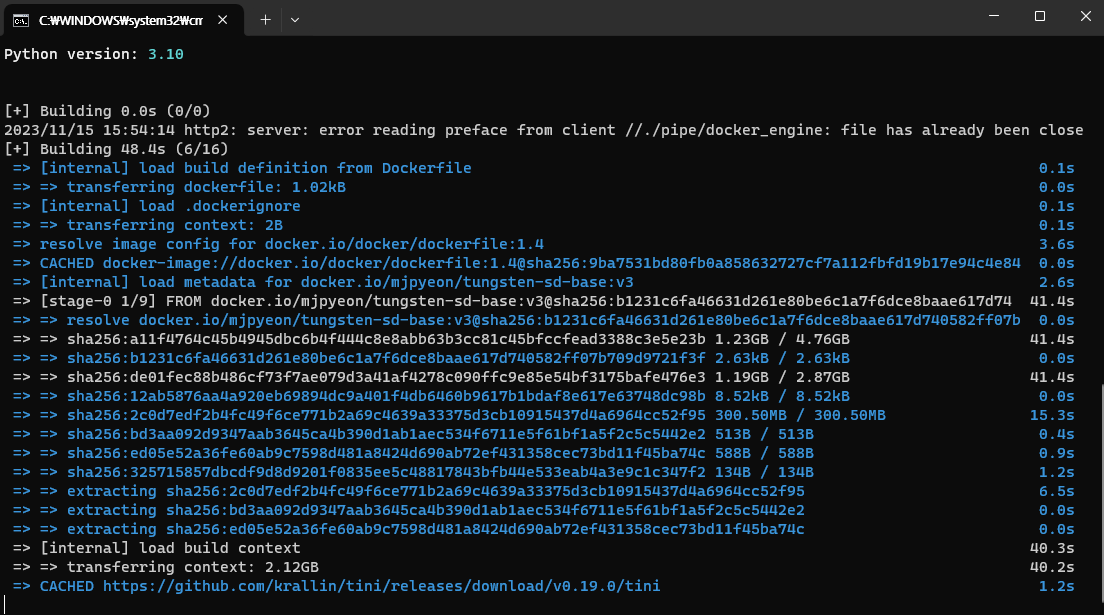 C:₩WINDOWS₩system32₩cm
Python version: 3.10
[+] Building 0.0s (0/0)
2023/11/15 15:54:14 http2: server: error reading preface from client //./pipe/docker_engine: file has already been close
[+] Building 48.4s (6/16)
=> [internal] load build definition from Dockerfile 0.1s
=> => transferring dockerfile: 1.02kB 0.0s
=> [internal] load .dockerignore 0.1s
=> => transferring context: 2B 0.1s
=> resolve image config for docker.io/docker/dockerfile:1.4 3.6s
=> CACHED docker-image://docker.io/docker/dockerfile:1.4@sha256:9ba7531bd80fb0a858632727cf7a112fbfd19b17e94c4e84 0.0s
=> [internal] load metadata for docker.io/mjpyeon/tungsten-sd-base:v3 2.6s
=> [stage-0 1/9] FROM docker.io/mjpyeon/tungsten-sd-base:v3@sha256:b1231c6fa46631d261e80be6c1a7f6dce8baae617d74 41.4s
=> => resolve docker.io/mjpyeon/tungsten-sd-base:v3@sha256:b1231c6fa46631d261e80be6c1a7f6dce8baae617d740582ff07b 0.0s
=> => sha256:a11f4764c45b4945dbc6b4f444c8e8abb63b3cc81c45bfccfead3388c3e5e23b 1.23GB / 4.76GB 41.4s
=> => sha256:b1231c6fa46631d261e80be6c1a7f6dce8baae617d740582ff07b709d9721f3f 2.63kB / 2.63kB 0.0s
=> => sha256:de01fec88b486cf73f7ae079d3a41af4278c090ffc9e85e54bf3175bafe476e3 1.19GB / 2.87GB 41.4s
=> => sha256:12ab5876aa4a920eb69894dc9a401f4db6460b9617b1bdaf8e617e63748dc98b 8.52kB / 8.52kB 0.0s
=> => sha256:2c0d7edf2b4fc49f6ce771b2a69c4639a33375d3cb10915437d4a6964cc52f95 300.50MB / 300.50MB 15.3s
=> => sha256:bd3aa092d9347aab3645ca4b390d1ab1aec534f6711e5f61bf1a5f2c5c5442e2 513B / 513B 0.4s
=> => sha256:ed05e52a36fe60ab9c7598d481a8424d690ab72ef431358cec73bd11f45ba74c 588B / 588B 0.9s
=> => sha256:325715857dbcdf9d8d9201f0835ee5c48817843bfb44e533eab4a3e9c1c347f2 134B / 134B 1.2s
=> => extracting sha256:2c0d7edf2b4fc49f6ce771b2a69c4639a33375d3cb10915437d4a6964cc52f95 6.5s
=> => extracting sha256:bd3aa092d9347aab3645ca4b390d1ab1aec534f6711e5f61bf1a5f2c5c5442e2 0.0s
=> => extracting sha256:ed05e52a36fe60ab9c7598d481a8424d690ab72ef431358cec73bd11f45ba74c 0.0s
=> [internal] load build context 40.3s
=> => transferring context: 2.12GB 40.2s
=> CACHED https://github.com/krallin/tini/releases/download/v0.19.0/tini 1.2s